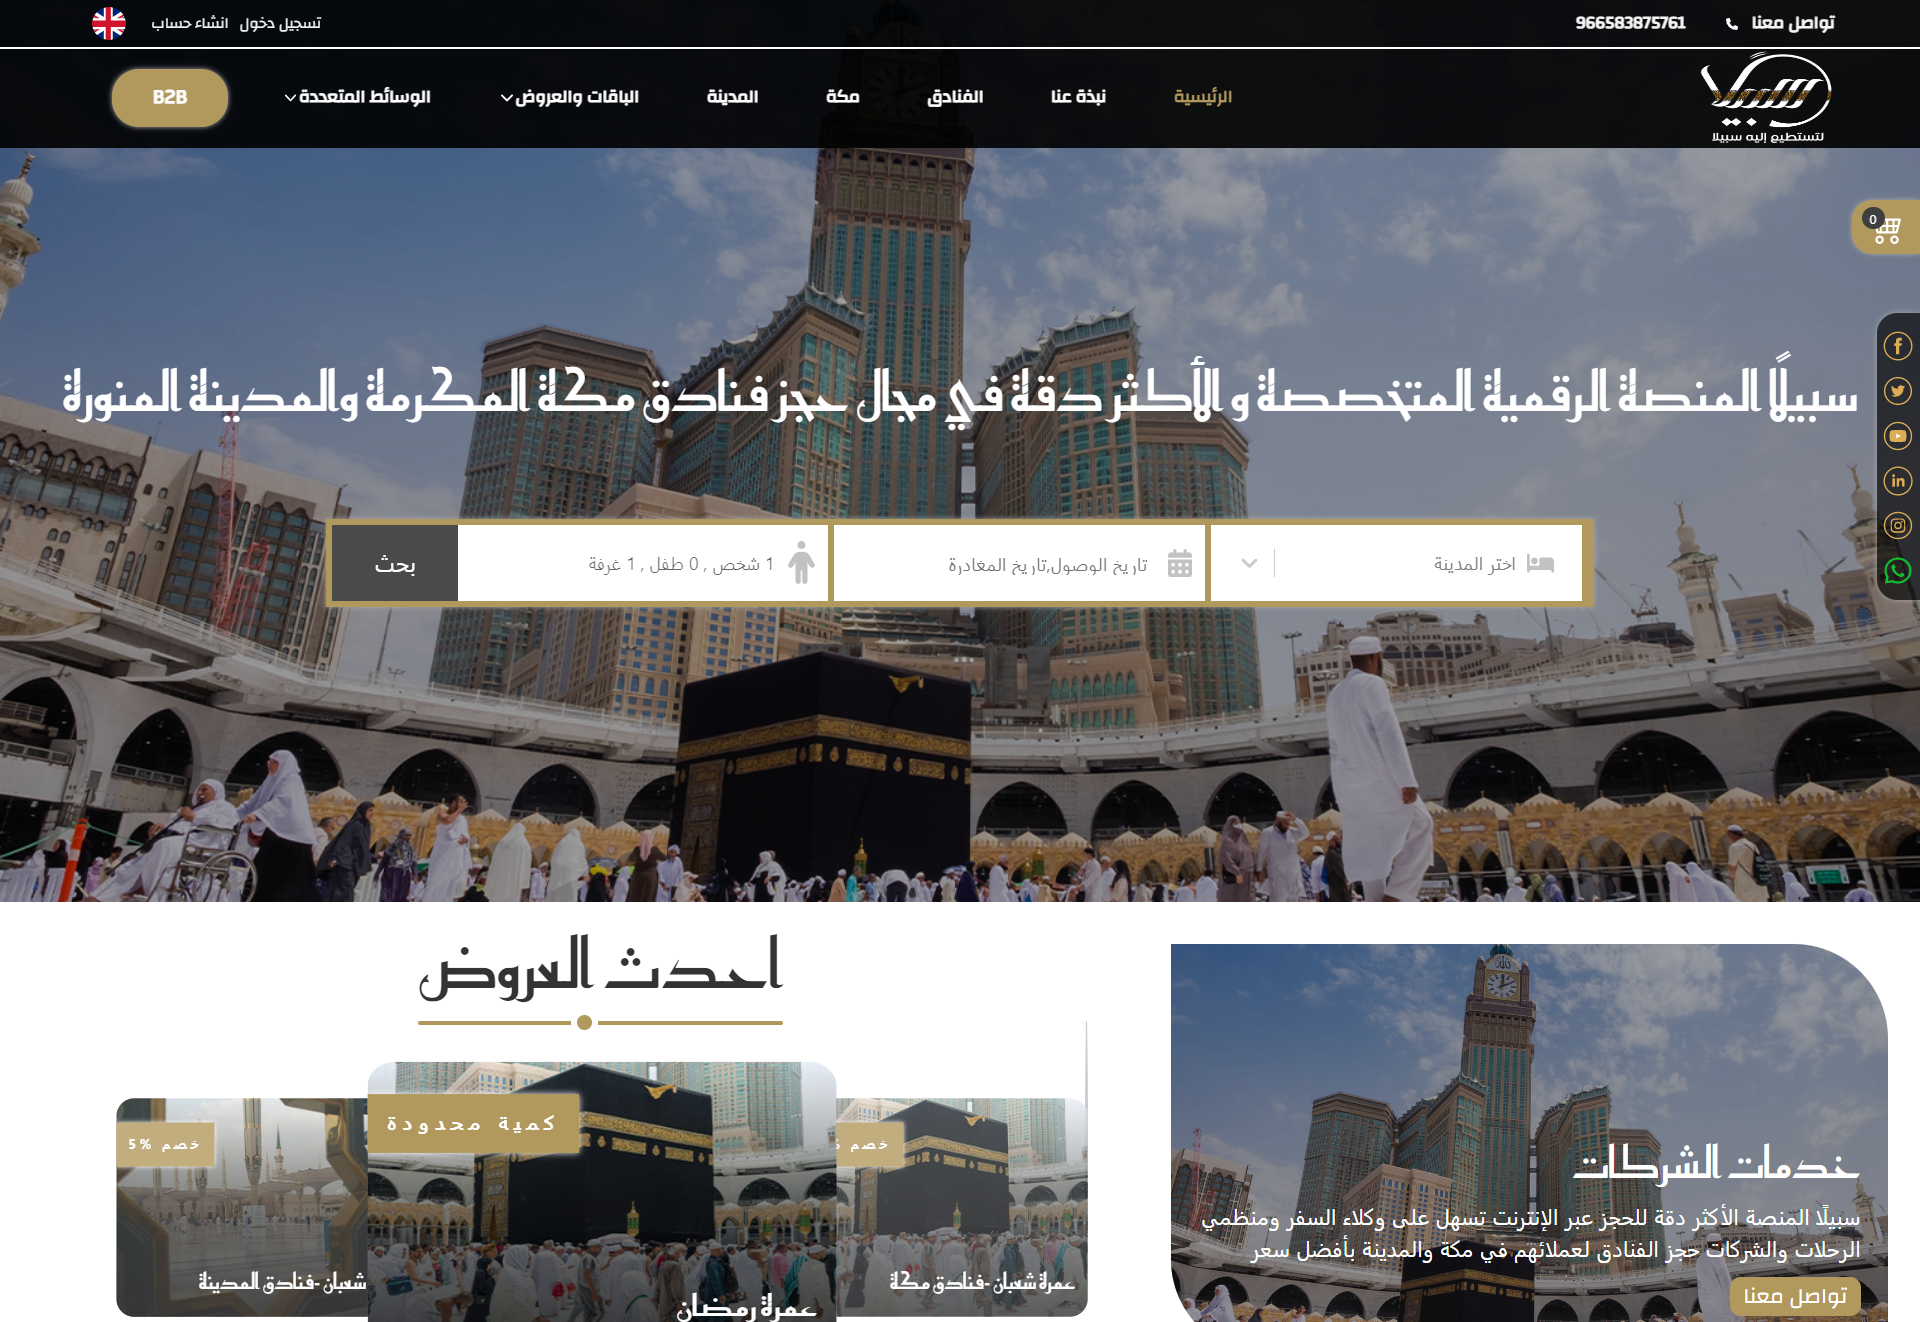 تواصل معنا 966583875761
تسجيل دخول انشاء حساب
لتستطيع إليه سبيلا
الرئيسية
نبذة عنا
الفنادق
مكة
المدينة
الباقات والعروض
الوسائط المتعددة
B2B
0
سبيلًا المنصة الرقمية المتخصصة و الأكثر دقة في مجال حجز فنادق مكة المكرمة والمدينة المنورة
اختر المدينة
تاريخ الوصول,تاريخ المغادرة
1 شخص , 0 طفل , 1 غرفة
بحث
خدمات الشركات
سبيلًا المنصة الأكثر دقة للحجز عبر الإنترنت تسهل على وكلاء السفر ومنظمي
الرحلات والشركات حجز الفنادق لعملائهم في مكة والمدينة بأفضل سعر
تواصل معنا
احدث العروض
خصم
عمرة شعبان -فنادق مكة
كمية محدودة
عمرة رمضان
خصم 5%
شعبان -فنادق المدينة